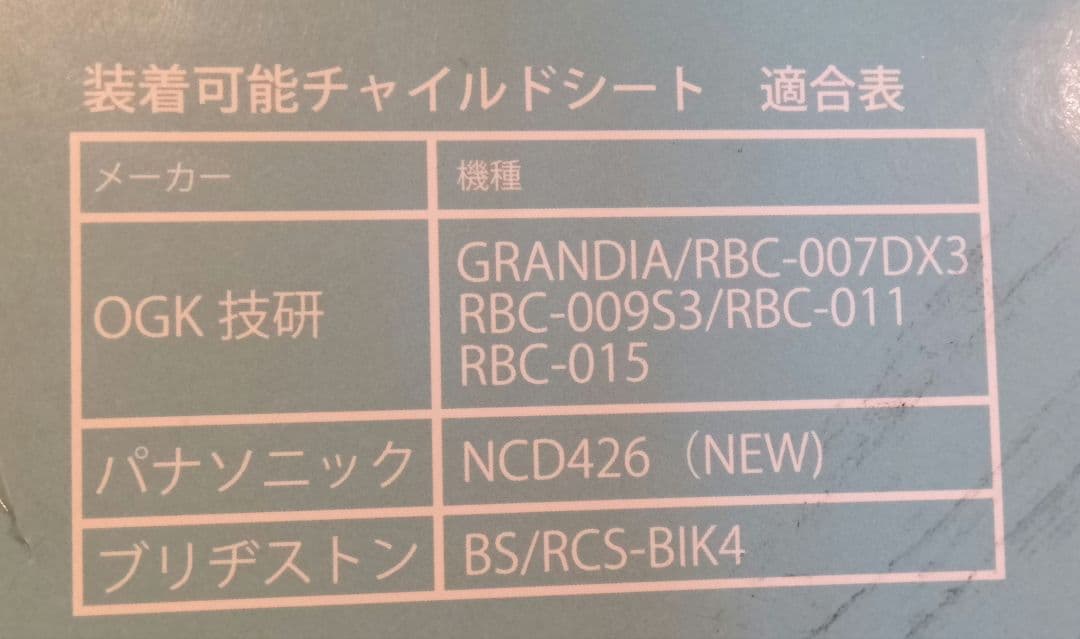 装着可能チャイルドシート　適合表
メーカー　機種
OGK 技研　GRANDIA/RBC-007DX3
RBC-009S3/RBC-011
RBC-015
パナソニック　NCD426（NEW)
ブリヂストン　BS/RCS-BIK4